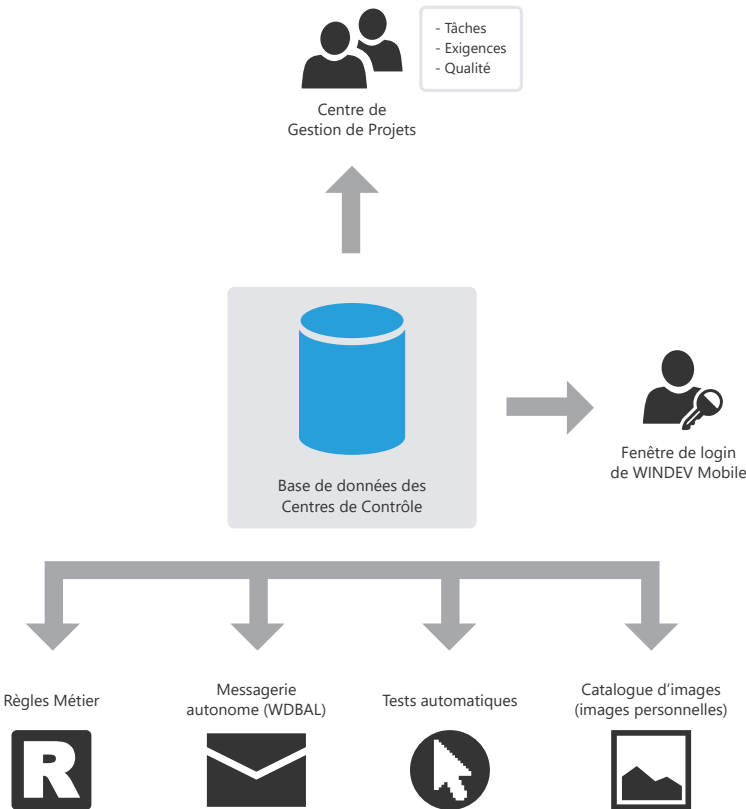 - Tâches
- Exigences
- Qualité
Centre de
Gestion de Projets
Base de données des
Centres de Contrôle
Fenêtre de login
de WINDEV Mobile
Règles Métier
Messagerie
autonome (WDBAL)
Tests automatiques
Catalogue d’images
(images personnelles)
R